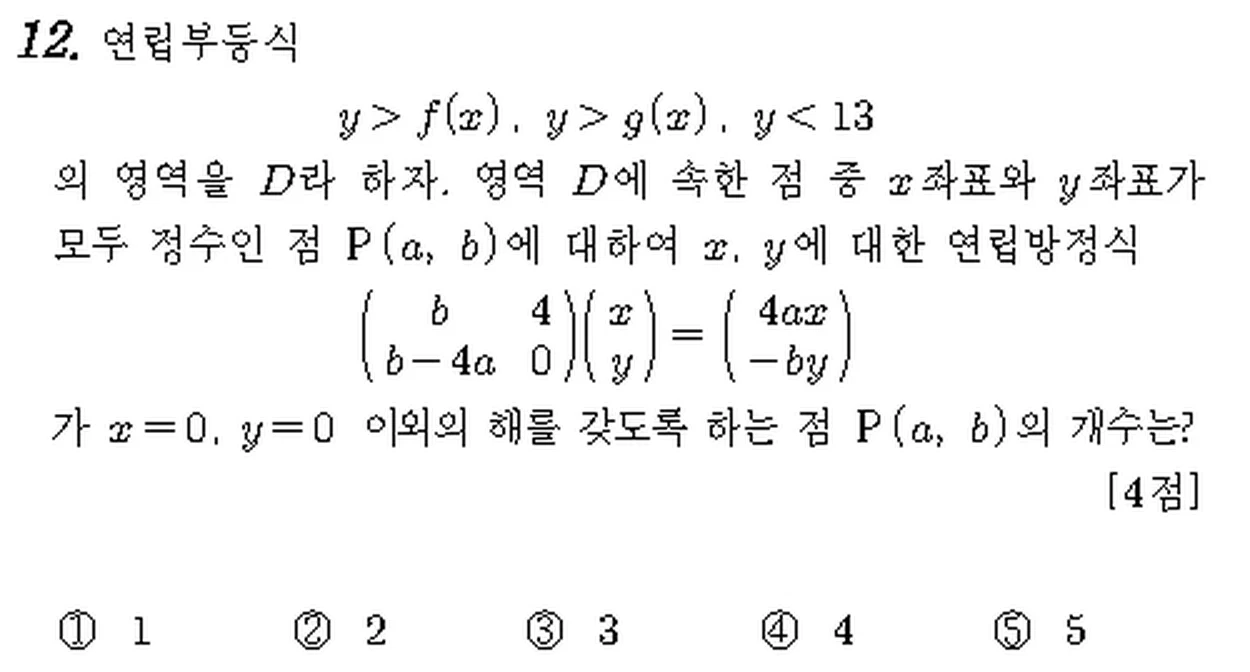 12. 연립부등식
y > f(x), y > g(x), y < 13
의 영역을 D라 하자. 영역 D에 속한 점 중 x좌표와 y좌표가
모두 정수인 점 P(a, b)에 대하여 x, y에 대한 연립방정식
( b 4 ; b-4a 0 )( x ; y ) = ( 4ax ; -by )
가 x=0, y=0 이외의 해를 갖도록 하는 점 P(a, b)의 개수는?
[4점]
① 1 ② 2 ③ 3 ④ 4 ⑤ 5